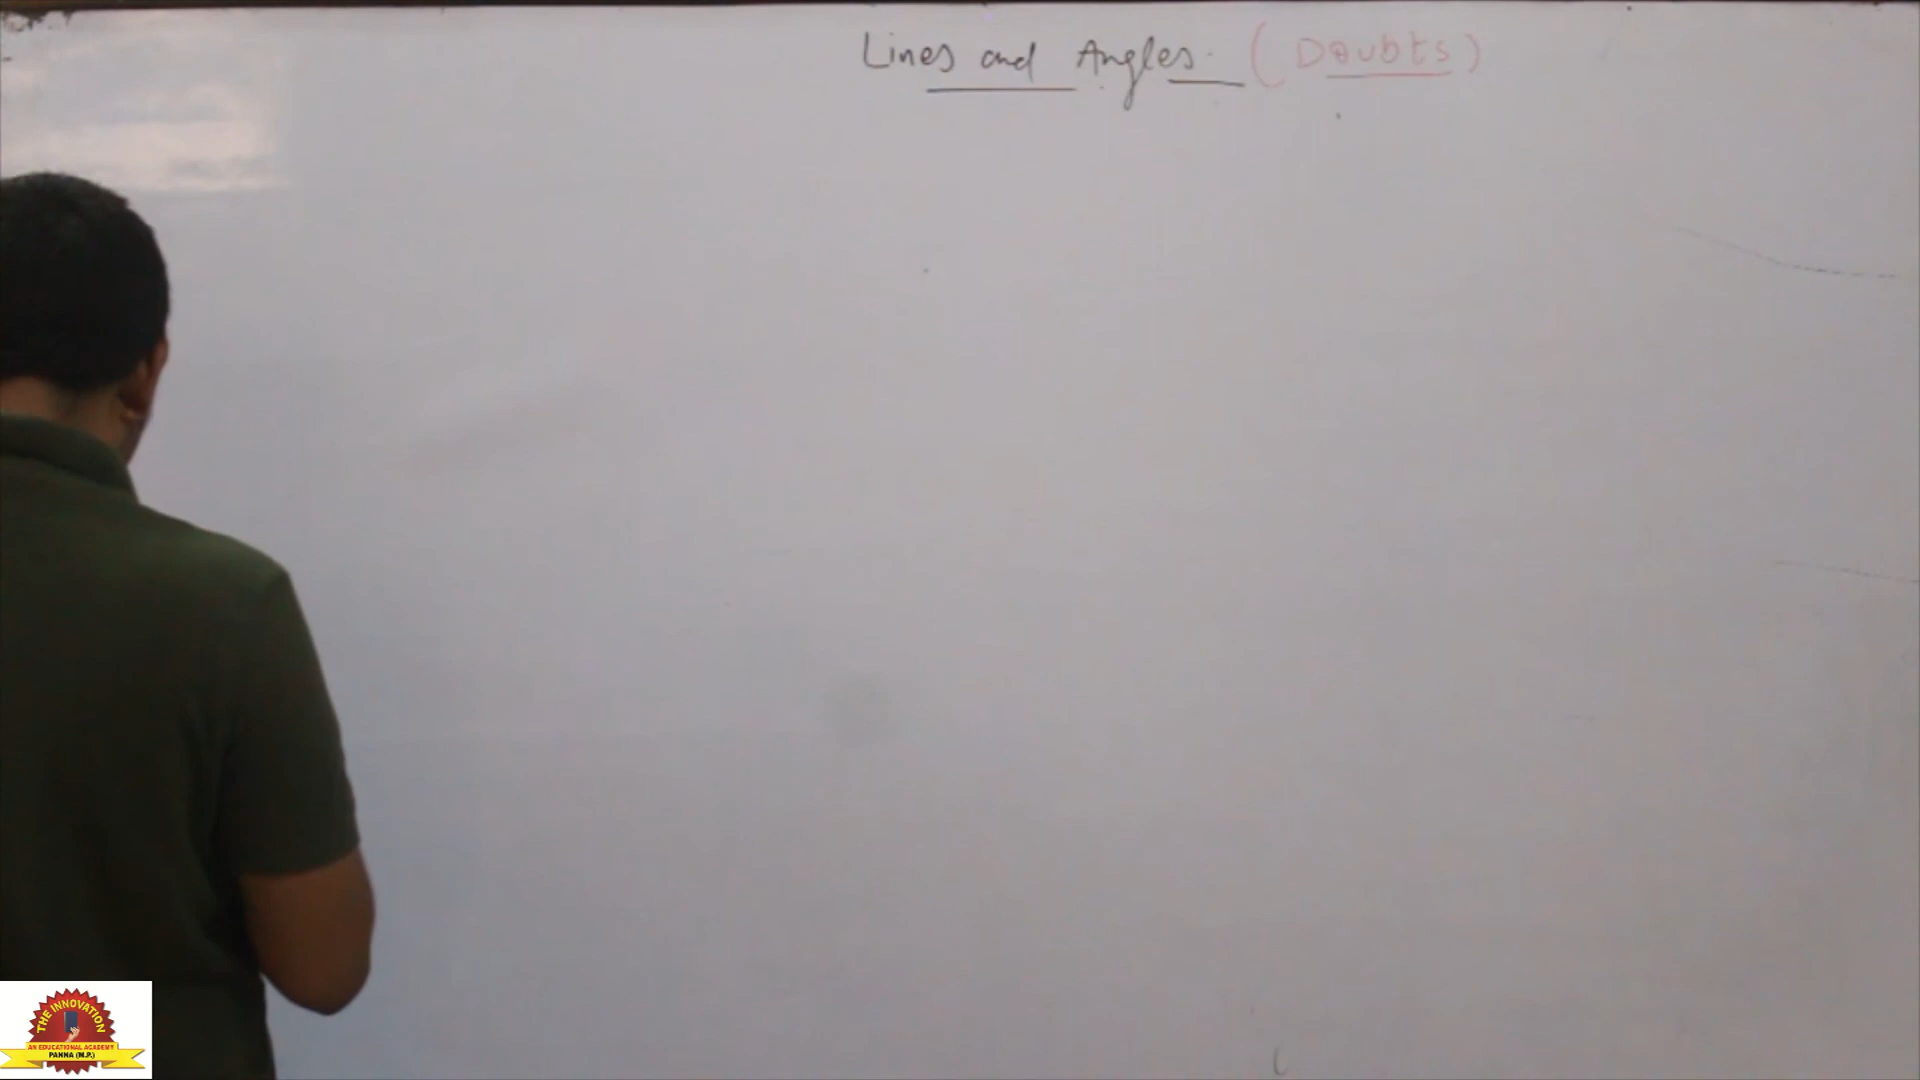 Lines and Angles. (Doubts)
THE INNOVATION
AN EDUCATIONAL ACADEMY
PANNA (M.P.)